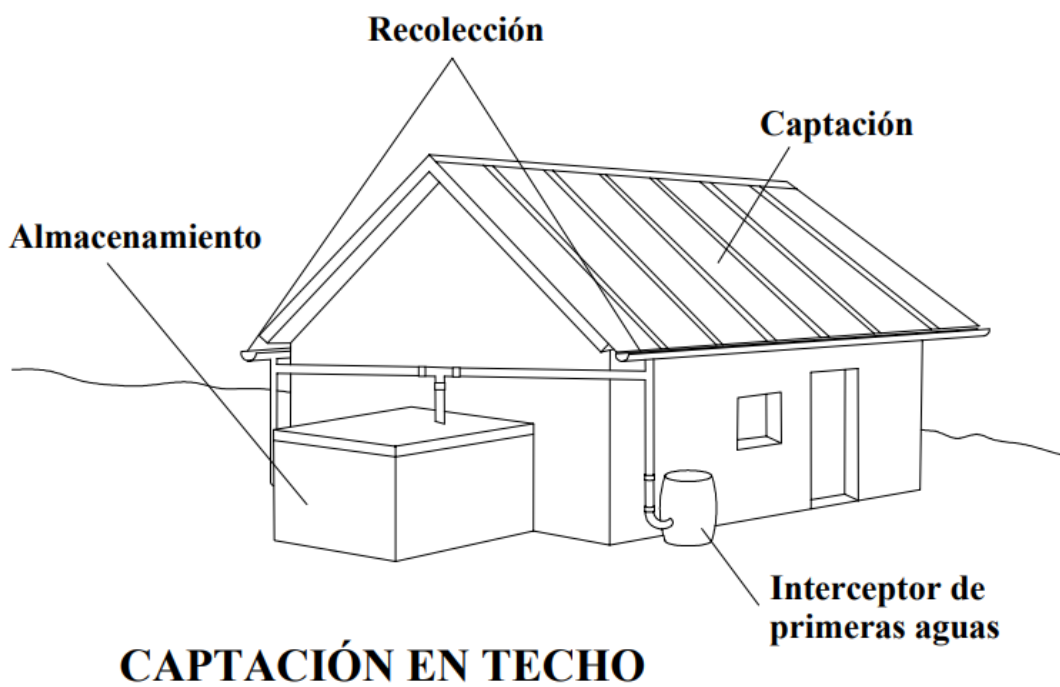 Recolección
Captación
Almacenamiento
Interceptor de
primeras aguas
CAPTACIÓN EN TECHO